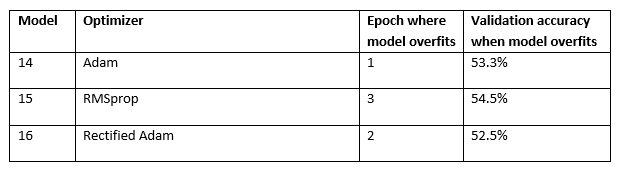 Model Optimizer Epoch where Validation accuracy
model overfits when model overfits
14 Adam 1 53.3%
15 RMSprop 3 54.5%
16 Rectified Adam 2 52.5%